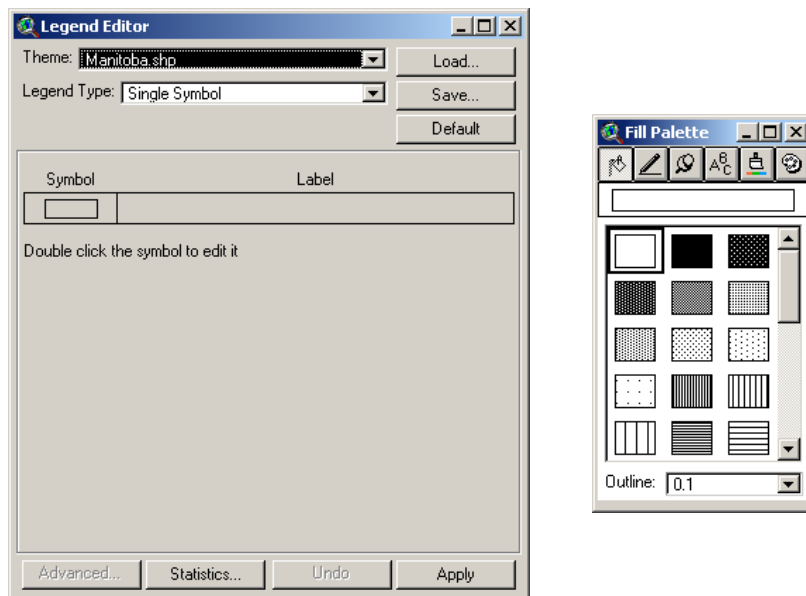 Legend Editor
Theme: Manitoba.shp
Load...
Legend Type: Single Symbol
Save...
Default
Symbol Label
Double click the symbol to edit it
Advanced... Statistics... Undo Apply
Fill Palette
ABC
Outline: 0.1